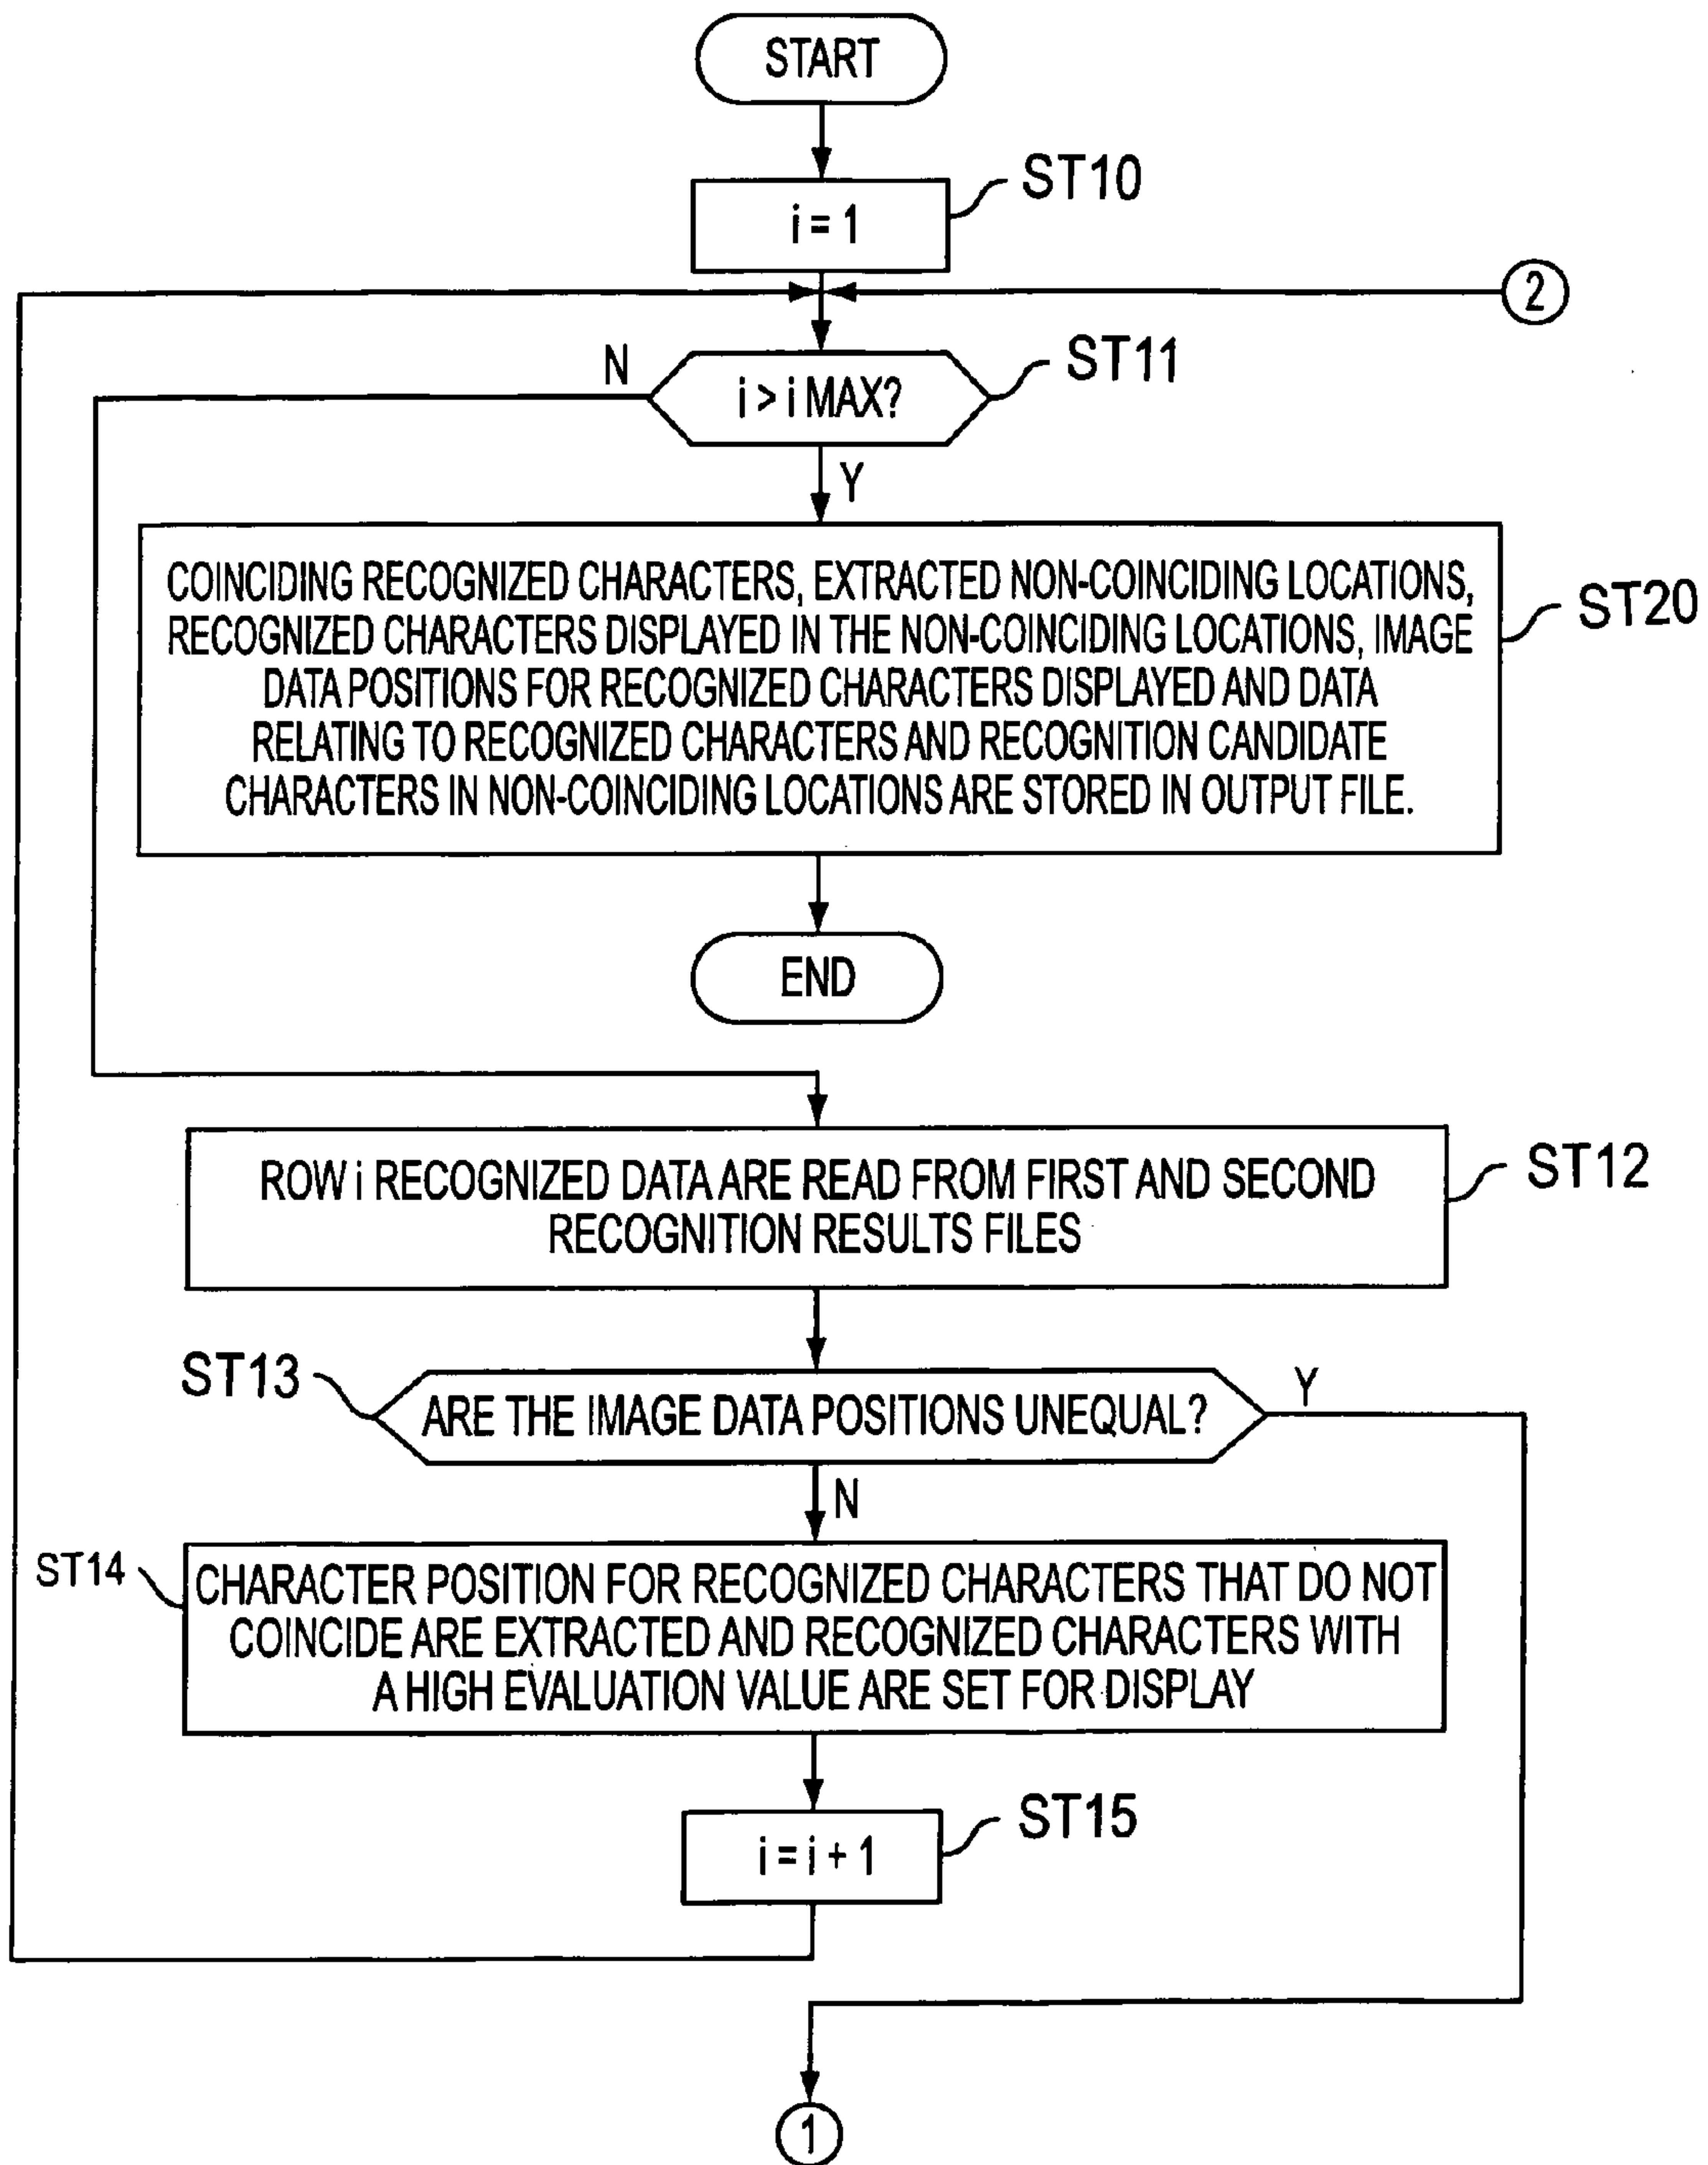 START
ST10
i = 1
2
N
ST11
i > i MAX?
Y
COINCIDING RECOGNIZED CHARACTERS, EXTRACTED NON-COINCIDING LOCATIONS,
RECOGNIZED CHARACTERS DISPLAYED IN THE NON-COINCIDING LOCATIONS, IMAGE
DATA POSITIONS FOR RECOGNIZED CHARACTERS DISPLAYED AND DATA
RELATING TO RECOGNIZED CHARACTERS AND RECOGNITION CANDIDATE
CHARACTERS IN NON-COINCIDING LOCATIONS ARE STORED IN OUTPUT FILE.
ST20
END
ROW i RECOGNIZED DATA ARE READ FROM FIRST AND SECOND
RECOGNITION RESULTS FILES
ST12
ST13
ARE THE IMAGE DATA POSITIONS UNEQUAL?
Y
N
ST14
CHARACTER POSITION FOR RECOGNIZED CHARACTERS THAT DO NOT
COINCIDE ARE EXTRACTED AND RECOGNIZED CHARACTERS WITH
A HIGH EVALUATION VALUE ARE SET FOR DISPLAY
ST15
i = i + 1
1